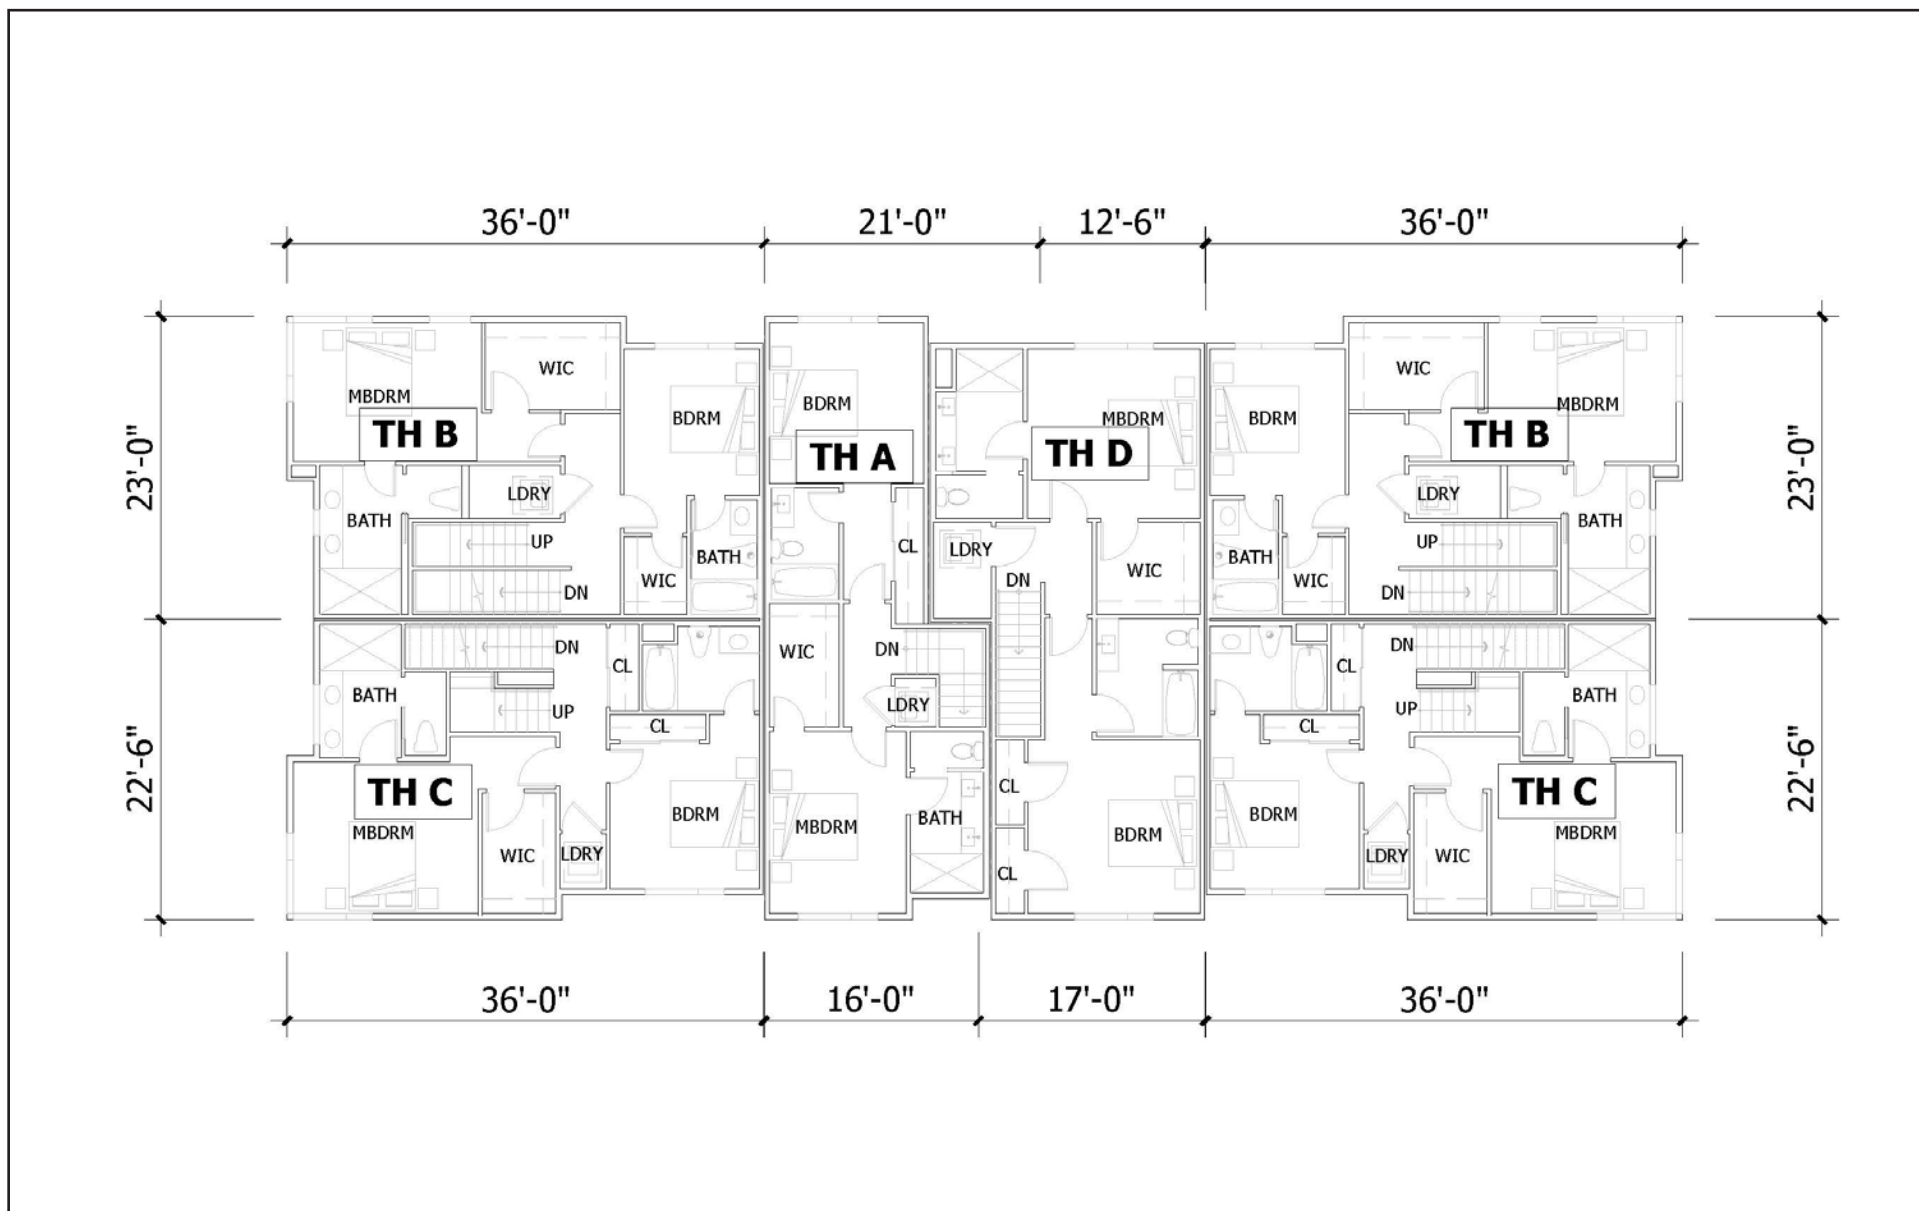 36'-0"
21'-0"
12'-6"
36'-0"
23'-0"
23'-0"
WIC
WIC
MBDRM
BDRM
BDRM
MBDRM
BDRM
MBDRM
TH B
TH A
TH D
TH B
LDRY
LDRY
BATH
BATH
UP
CL
LDRY
UP
BATH
WIC
WIC
BATH
WIC
DN
DN
DN
DN
CL
WIC
DN
DN
CL
BATH
BATH
UP
LDRY
UP
CL
CL
22'-6"
22'-6"
TH C
CL
TH C
MBDRM
BDRM
MBDRM
BATH
BDRM
BDRM
MBDRM
WIC
LDRY
CL
LDRY
WIC
36'-0"
16'-0"
17'-0"
36'-0"